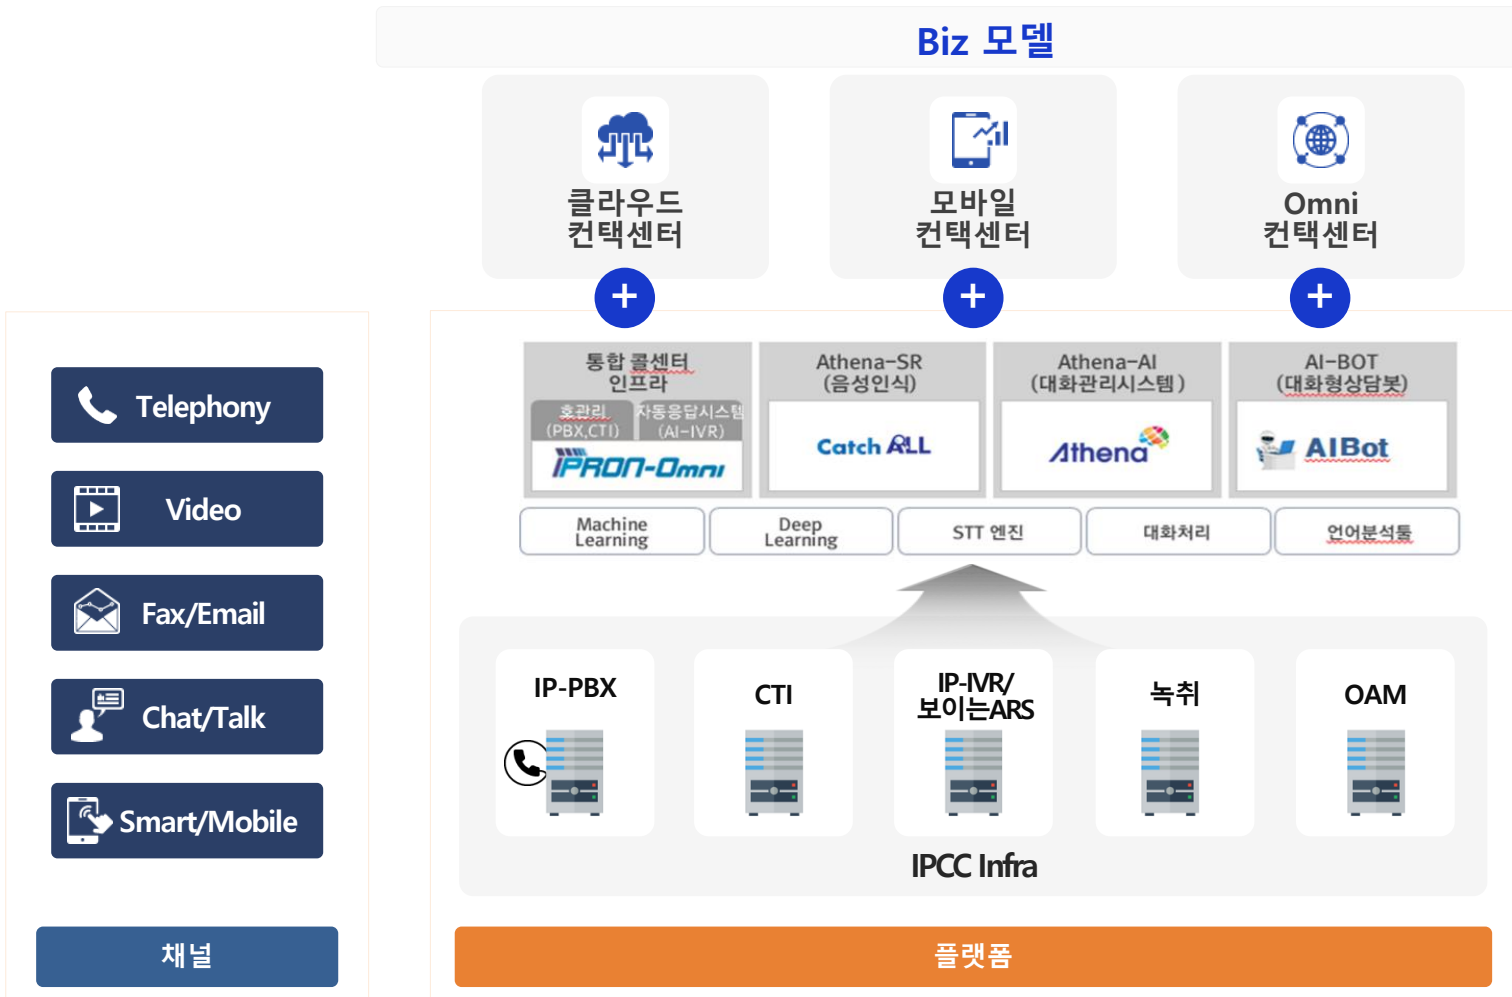 Biz 모델
클라우드
컨택센터
모바일
컨택센터
Omni
컨택센터
+
+
+
Telephony
Video
Fax/Email
Chat/Talk
Smart/Mobile
채널
통합 콜센터
인프라
호관리
(PBX,CTI)
자동응답시스템
(AI-IVR)
IPRON-Omni
Athena-SR
(음성인식)
Catch ALL
Athena-AI
(대화관리시스템)
Athena
AI-BOT
(대화형상담봇)
AIBot
Machine
Learning
Deep
Learning
STT 엔진
대화처리
언어분석툴
IP-PBX
CTI
IP-IVR/
보이는ARS
녹취
OAM
IPCC Infra
플랫폼